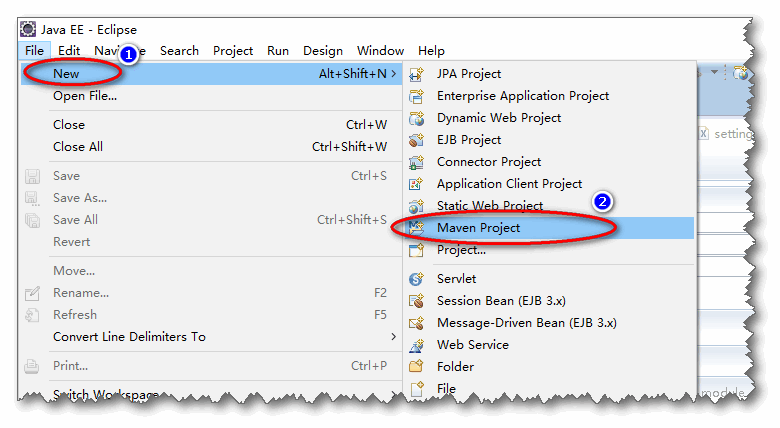 Java EE - Eclipse
File Edit Navigate Search Project Run Design Window Help
1
New Alt+Shift+N >
Open File...
Close Ctrl+W
Close All Ctrl+Shift+W
Save Ctrl+S
Save As...
Save All Ctrl+Shift+S
Revert
Move...
Rename... F2
Refresh F5
Convert Line Delimiters To >
Print... Ctrl+P
Switch Workspace
JPA Project
Enterprise Application Project
Dynamic Web Project
EJB Project
Connector Project
Application Client Project
Static Web Project
2
Maven Project
Project...
Servlet
Session Bean (EJB 3.x)
Message-Driven Bean (EJB 3.x)
Web Service
Folder
File
setting
module